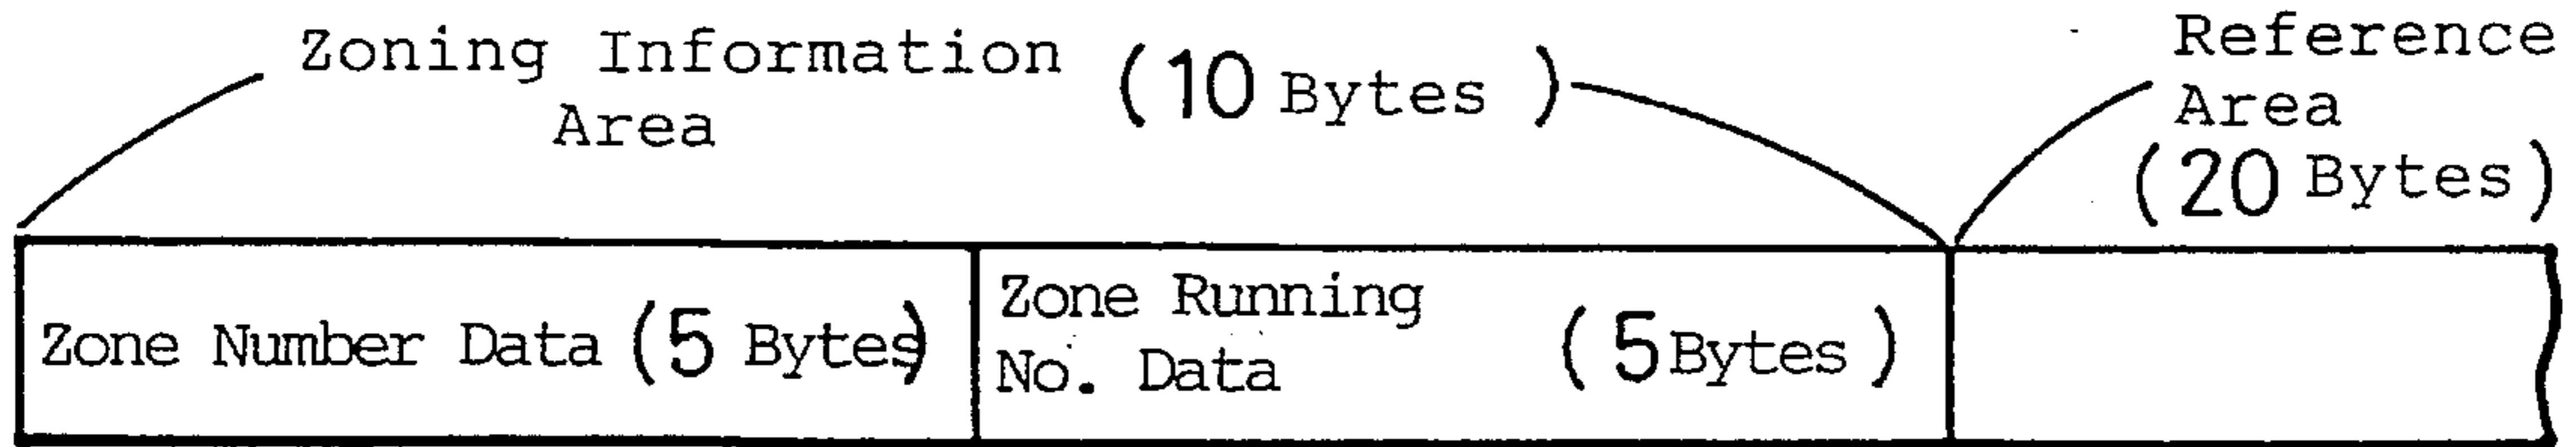 Zoning Information (10 Bytes)
Area
Reference
Area
(20 Bytes)
Zone Number Data (5 Bytes)
Zone Running
No. Data (5 Bytes)